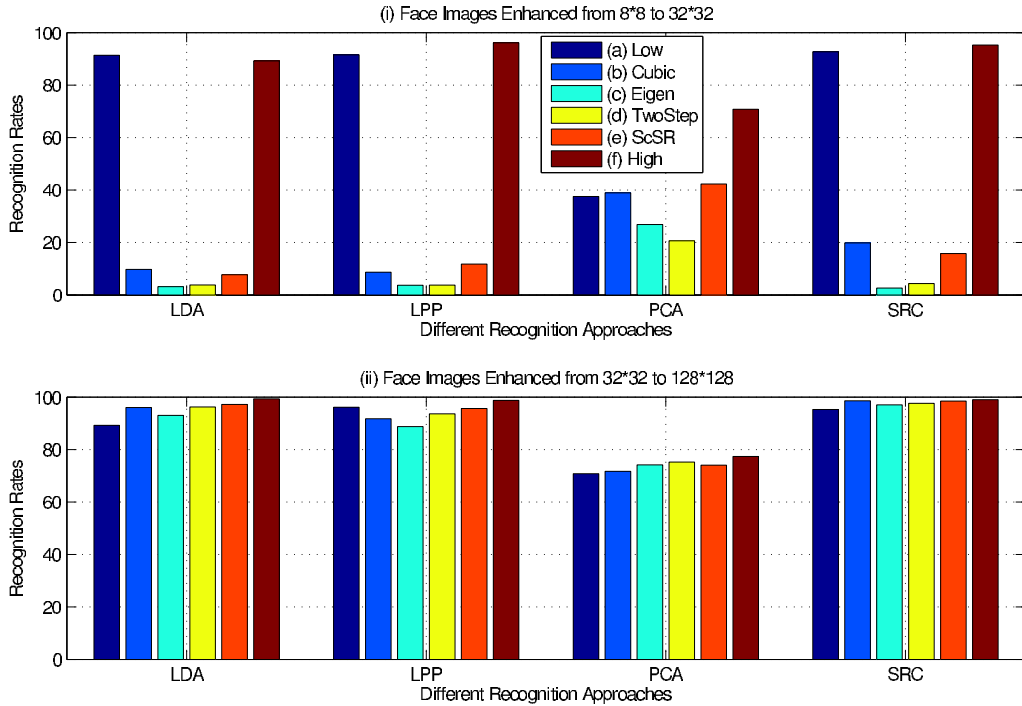 (i) Face Images Enhanced from 8*8 to 32*32
100
80
60
40
20
0
Recognition Rates
(a) Low
(b) Cubic
(c) Eigen
(d) TwoStep
(e) ScSR
(f) High
LDA LPP PCA SRC
Different Recognition Approaches
(ii) Face Images Enhanced from 32*32 to 128*128
100
80
60
40
20
0
Recognition Rates
LDA LPP PCA SRC
Different Recognition Approaches